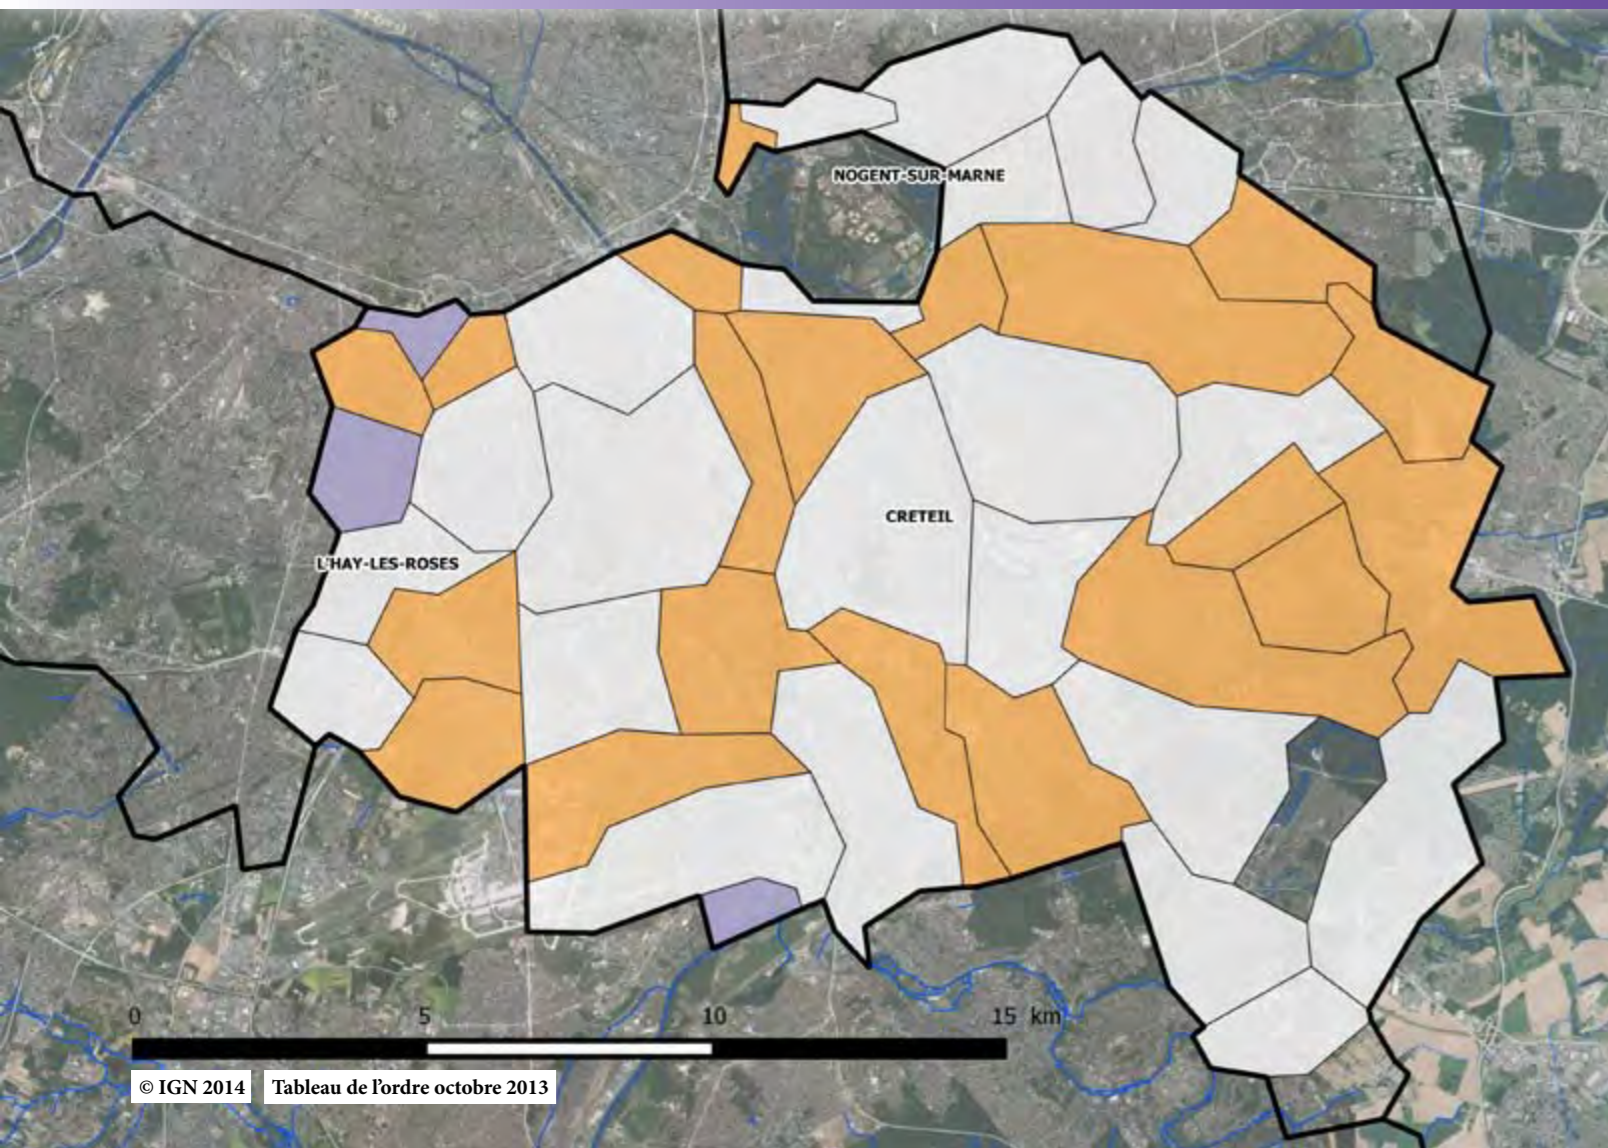 NOGENT-SUR-MARNE
CRETEIL
L'HAY-LES-ROSES
0 5 10 15 km
© IGN 2014 Tableau de l'ordre octobre 2013